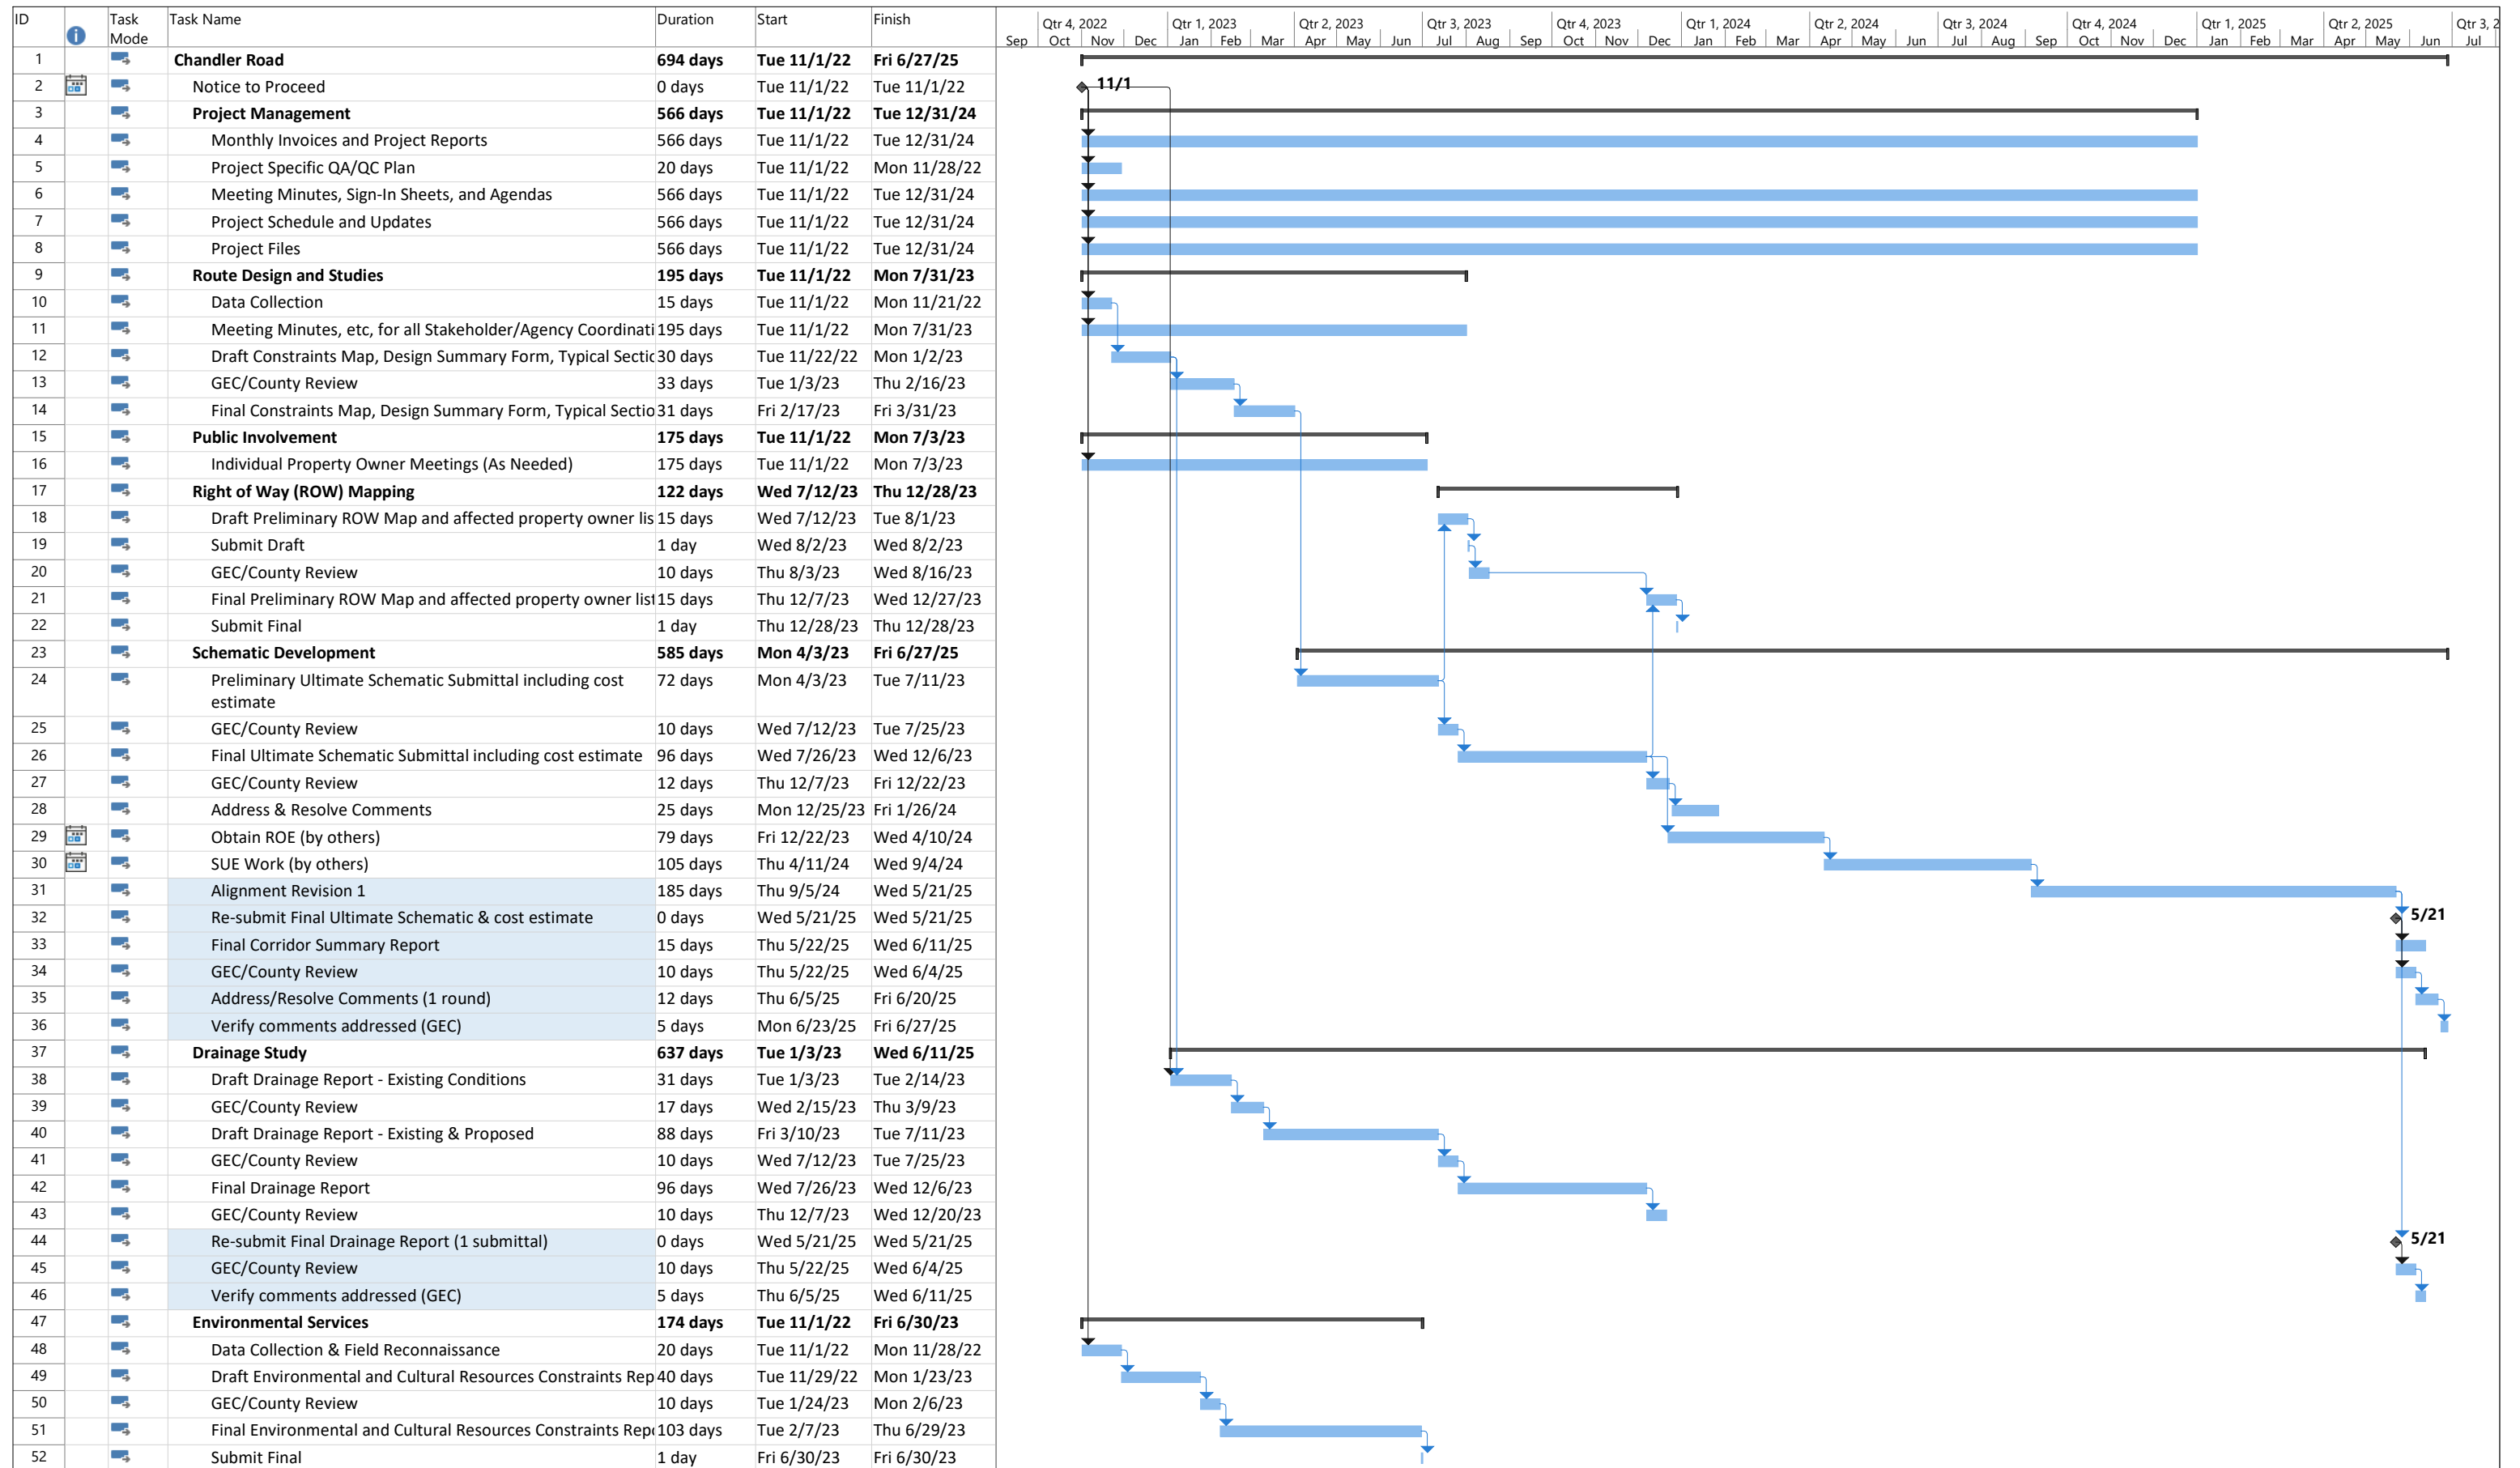 ID Task Mode Task Name Duration Start Finish
Qtr 4, 2022 Qtr 1, 2023 Qtr 2, 2023 Qtr 3, 2023 Qtr 4, 2023 Qtr 1, 2024 Qtr 2, 2024 Qtr 3, 2024 Qtr 4, 2024 Qtr 1, 2025 Qtr 2, 2025 Qtr 3, 2
Sep Oct Nov Dec Jan Feb Mar Apr May Jun Jul Aug Sep Oct Nov Dec Jan Feb Mar Apr May Jun Jul Aug Sep Oct Nov Dec Jan Feb Mar Apr May Jun Jul
1 Chandler Road 694 days Tue 11/1/22 Fri 6/27/25
2 Notice to Proceed 0 days Tue 11/1/22 Tue 11/1/22 11/1
3 Project Management 566 days Tue 11/1/22 Tue 12/31/24
4 Monthly Invoices and Project Reports 566 days Tue 11/1/22 Tue 12/31/24
5 Project Specific QA/QC Plan 20 days Tue 11/1/22 Mon 11/28/22
6 Meeting Minutes, Sign-In Sheets, and Agendas 566 days Tue 11/1/22 Tue 12/31/24
7 Project Schedule and Updates 566 days Tue 11/1/22 Tue 12/31/24
8 Project Files 566 days Tue 11/1/22 Tue 12/31/24
9 Route Design and Studies 195 days Tue 11/1/22 Mon 7/31/23
10 Data Collection 15 days Tue 11/1/22 Mon 11/21/22
11 Meeting Minutes, etc, for all Stakeholder/Agency Coordinati 195 days Tue 11/1/22 Mon 7/31/23
12 Draft Constraints Map, Design Summary Form, Typical Sectic 30 days Tue 11/22/22 Mon 1/2/23
13 GEC/County Review 33 days Tue 1/3/23 Thu 2/16/23
14 Final Constraints Map, Design Summary Form, Typical Sectio 31 days Fri 2/17/23 Fri 3/31/23
15 Public Involvement 175 days Tue 11/1/22 Mon 7/3/23
16 Individual Property Owner Meetings (As Needed) 175 days Tue 11/1/22 Mon 7/3/23
17 Right of Way (ROW) Mapping 122 days Wed 7/12/23 Thu 12/28/23
18 Draft Preliminary ROW Map and affected property owner lis 15 days Wed 7/12/23 Tue 8/1/23
19 Submit Draft 1 day Wed 8/2/23 Wed 8/2/23
20 GEC/County Review 10 days Thu 8/3/23 Wed 8/16/23
21 Final Preliminary ROW Map and affected property owner list 15 days Thu 12/7/23 Wed 12/27/23
22 Submit Final 1 day Thu 12/28/23 Thu 12/28/23
23 Schematic Development 585 days Mon 4/3/23 Fri 6/27/25
24 Preliminary Ultimate Schematic Submittal including cost 72 days Mon 4/3/23 Tue 7/11/23
estimate
25 GEC/County Review 10 days Wed 7/12/23 Tue 7/25/23
26 Final Ultimate Schematic Submittal including cost estimate 96 days Wed 7/26/23 Wed 12/6/23
27 GEC/County Review 12 days Thu 12/7/23 Fri 12/22/23
28 Address & Resolve Comments 25 days Mon 12/25/23 Fri 1/26/24
29 Obtain ROE (by others) 79 days Fri 12/22/23 Wed 4/10/24
30 SUE Work (by others) 105 days Thu 4/11/24 Wed 9/4/24
31 Alignment Revision 1 185 days Thu 9/5/24 Wed 5/21/25
32 Re-submit Final Ultimate Schematic & cost estimate 0 days Wed 5/21/25 Wed 5/21/25 5/21
33 Final Corridor Summary Report 15 days Thu 5/22/25 Wed 6/11/25
34 GEC/County Review 10 days Thu 5/22/25 Wed 6/4/25
35 Address/Resolve Comments (1 round) 12 days Thu 6/5/25 Fri 6/20/25
36 Verify comments addressed (GEC) 5 days Mon 6/23/25 Fri 6/27/25
37 Drainage Study 637 days Tue 1/3/23 Wed 6/11/25
38 Draft Drainage Report - Existing Conditions 31 days Tue 1/3/23 Tue 2/14/23
39 GEC/County Review 17 days Wed 2/15/23 Thu 3/9/23
40 Draft Drainage Report - Existing & Proposed 88 days Fri 3/10/23 Tue 7/11/23
41 GEC/County Review 10 days Wed 7/12/23 Tue 7/25/23
42 Final Drainage Report 96 days Wed 7/26/23 Wed 12/6/23
43 GEC/County Review 10 days Thu 12/7/23 Wed 12/20/23
44 Re-submit Final Drainage Report (1 submittal) 0 days Wed 5/21/25 Wed 5/21/25 5/21
45 GEC/County Review 10 days Thu 5/22/25 Wed 6/4/25
46 Verify comments addressed (GEC) 5 days Thu 6/5/25 Wed 6/11/25
47 Environmental Services 174 days Tue 11/1/22 Fri 6/30/23
48 Data Collection & Field Reconnaissance 20 days Tue 11/1/22 Mon 11/28/22
49 Draft Environmental and Cultural Resources Constraints Rep 40 days Tue 11/29/22 Mon 1/23/23
50 GEC/County Review 10 days Tue 1/24/23 Mon 2/6/23
51 Final Environmental and Cultural Resources Constraints Repo 103 days Tue 2/7/23 Thu 6/29/23
52 Submit Final 1 day Fri 6/30/23 Fri 6/30/23